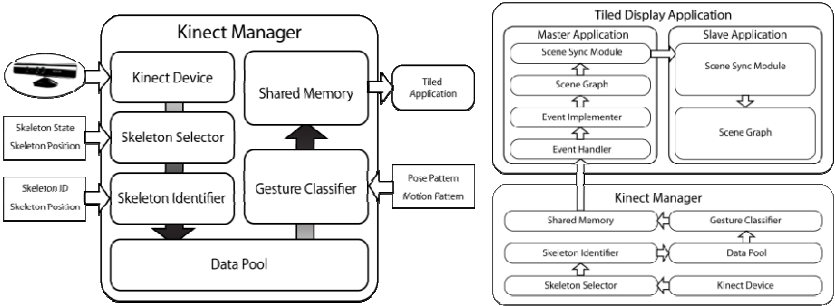 Kinect Manager
Kinect Device
Skeleton State
Skeleton Position
Skeleton Selector
Skeleton ID
Skeleton Position
Skeleton Identifier
Shared Memory
Tiled
Application
Gesture Classifier
Pose Pattern
Motion Pattern
Data Pool
Tiled Display Application
Master Application
Scene Sync Module
Scene Graph
Event Implementer
Event Handler
Slave Application
Scene Sync Module
Scene Graph
Kinect Manager
Shared Memory
Gesture Classifier
Skeleton Identifier
Data Pool
Skeleton Selector
Kinect Device